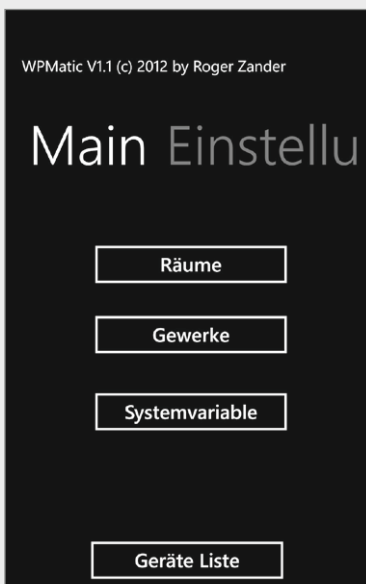 WPMatic V1.1 (c) 2012 by Roger Zander
Main Einstellu
Räume
Gewerke
Systemvariable
Geräte Liste